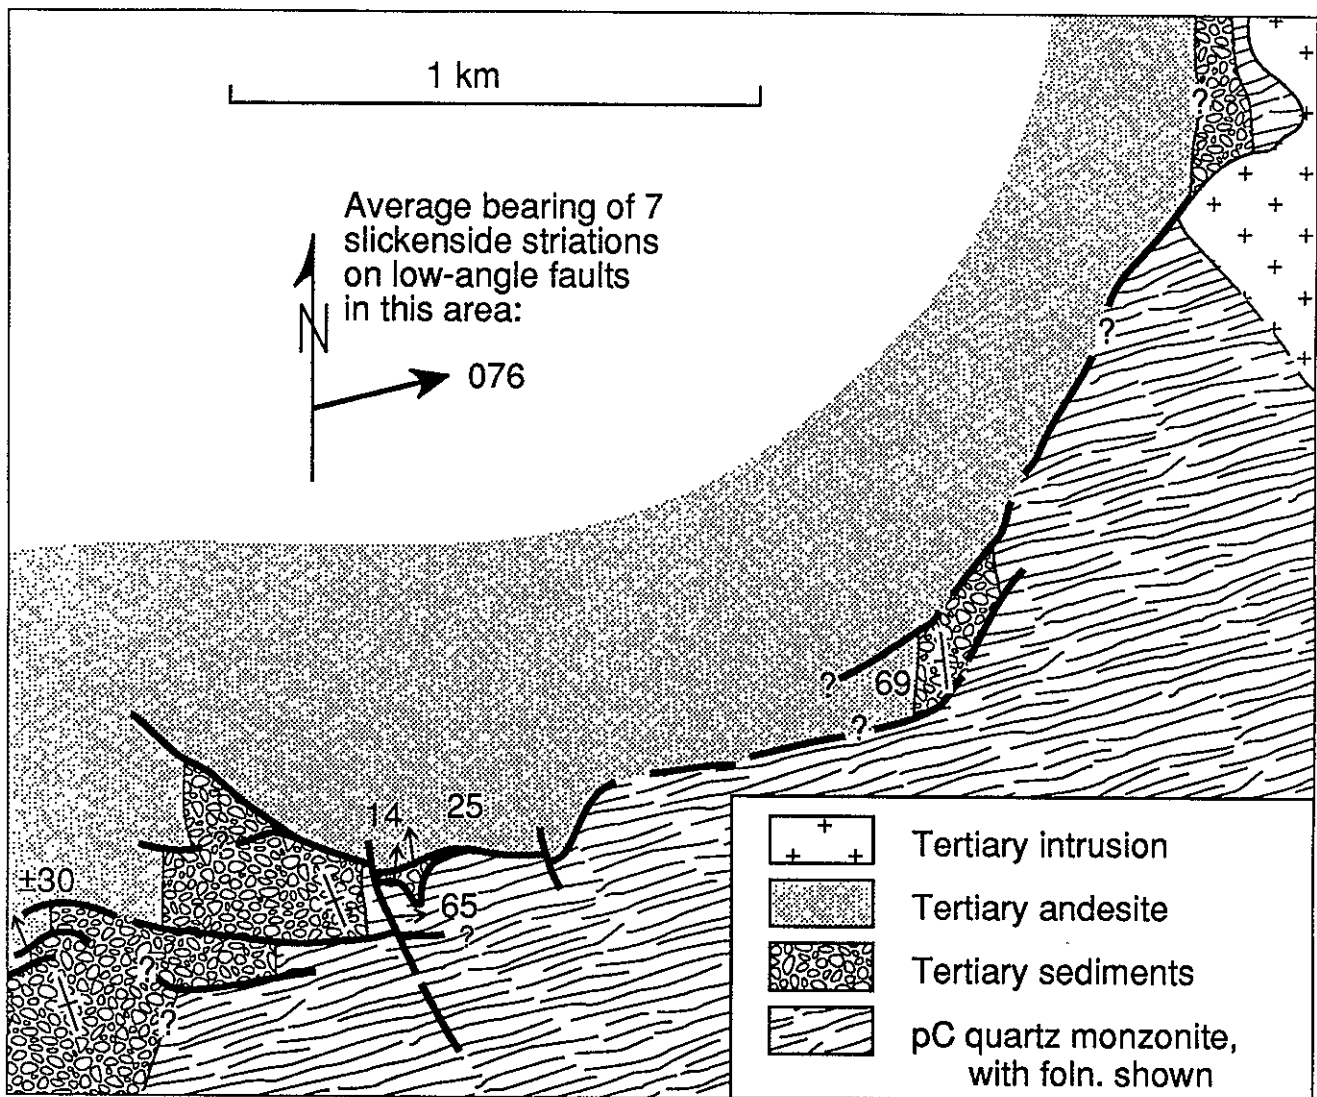 1 km
Average bearing of 7
slickenside striations
on low-angle faults
in this area:
N
076
?
?
69
?
?
14
25
?
±30
65
?
?
?
Tertiary intrusion
Tertiary andesite
Tertiary sediments
pC quartz monzonite,
with foln. shown